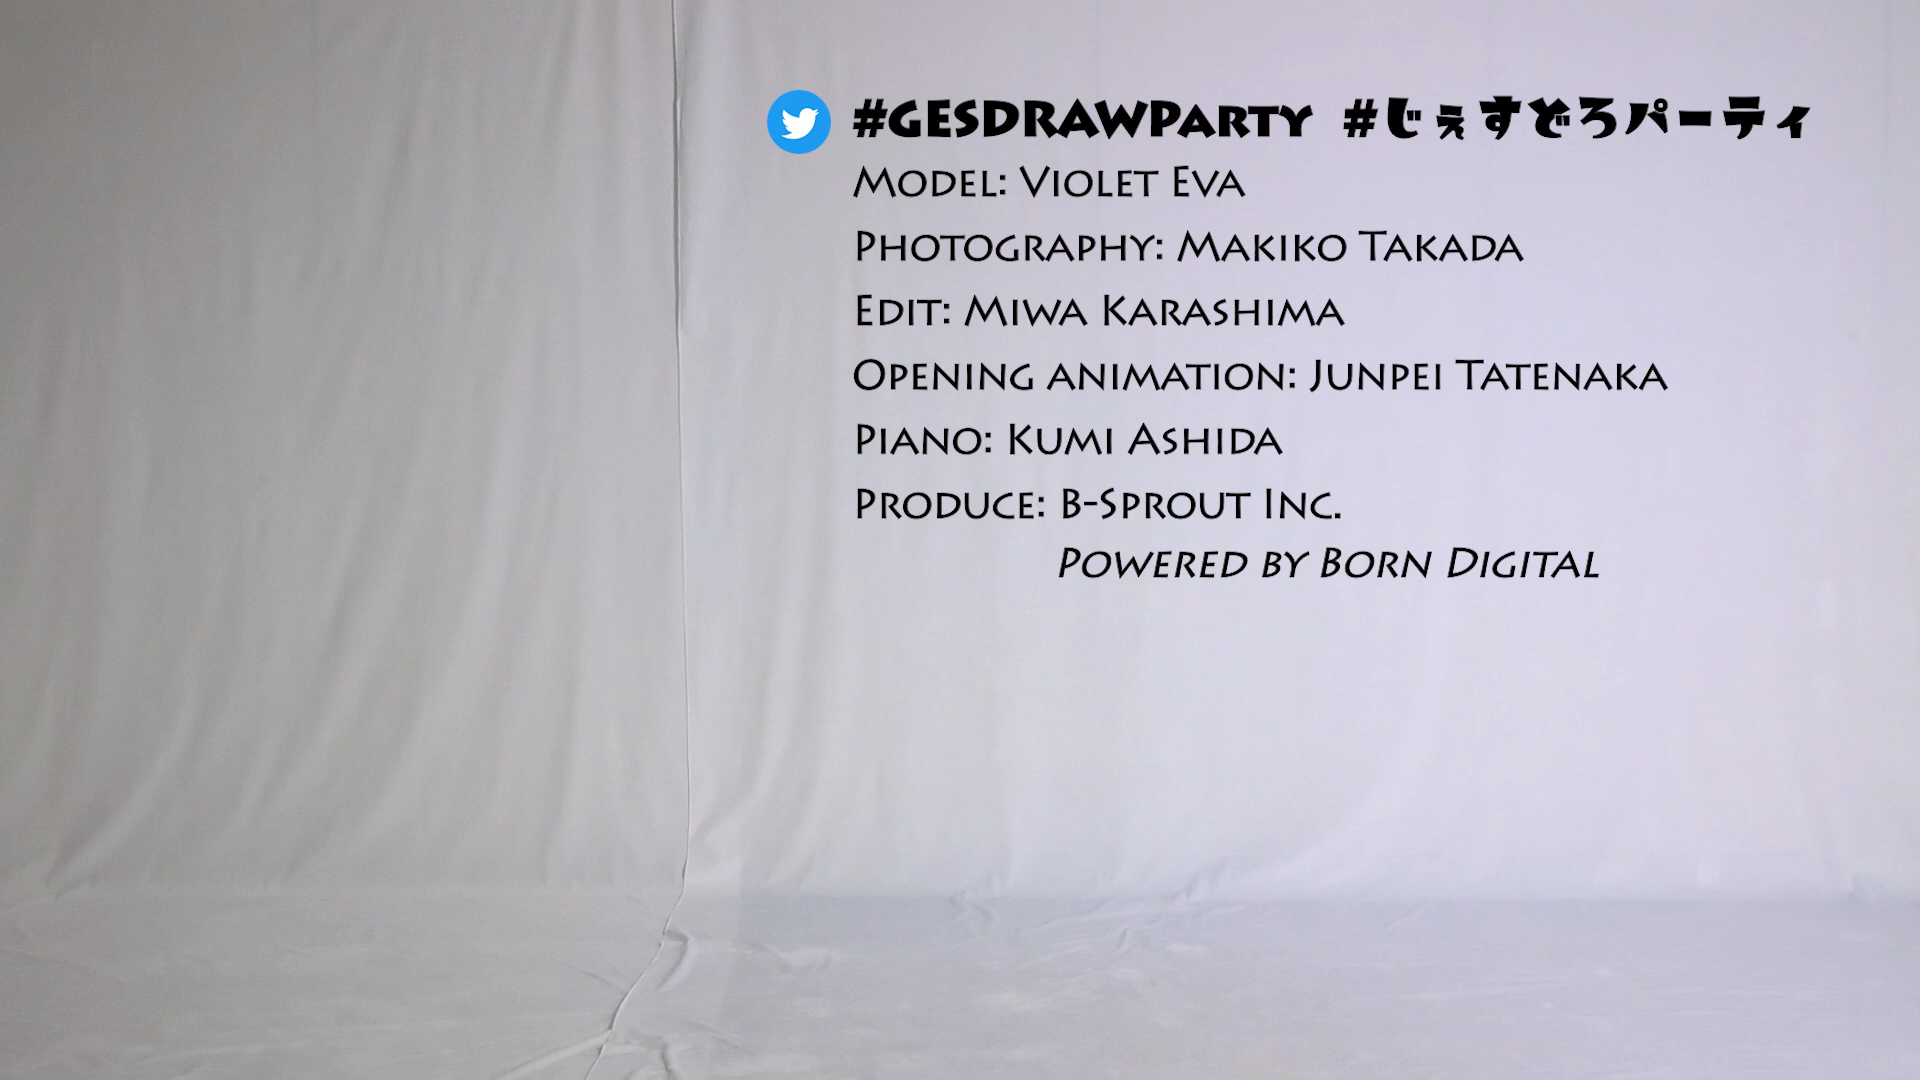 #GESDRAWPARTY #じぇすどろパーティ
MODEL: VIOLET EVA
PHOTOGRAPHY: MAKIKO TAKADA
EDIT: MIWA KARASHIMA
OPENING ANIMATION: JUNPEI TATENAKA
PIANO: KUMI ASHIDA
PRODUCE: B-SPROUT INC.
POWERED BY BORN DIGITAL